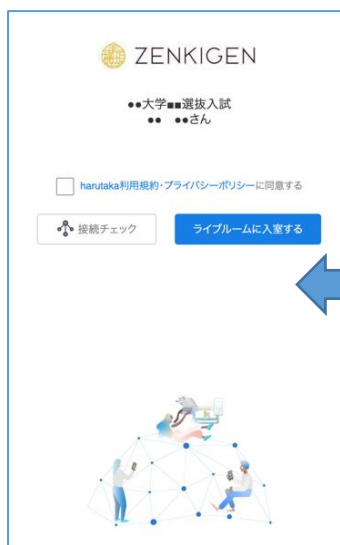 ZENKIGEN
●●大学■■選抜入試
●● ●●さん
harutaka利用規約・プライバシーポリシーに同意する
接続チェック
ライブルームに入室する